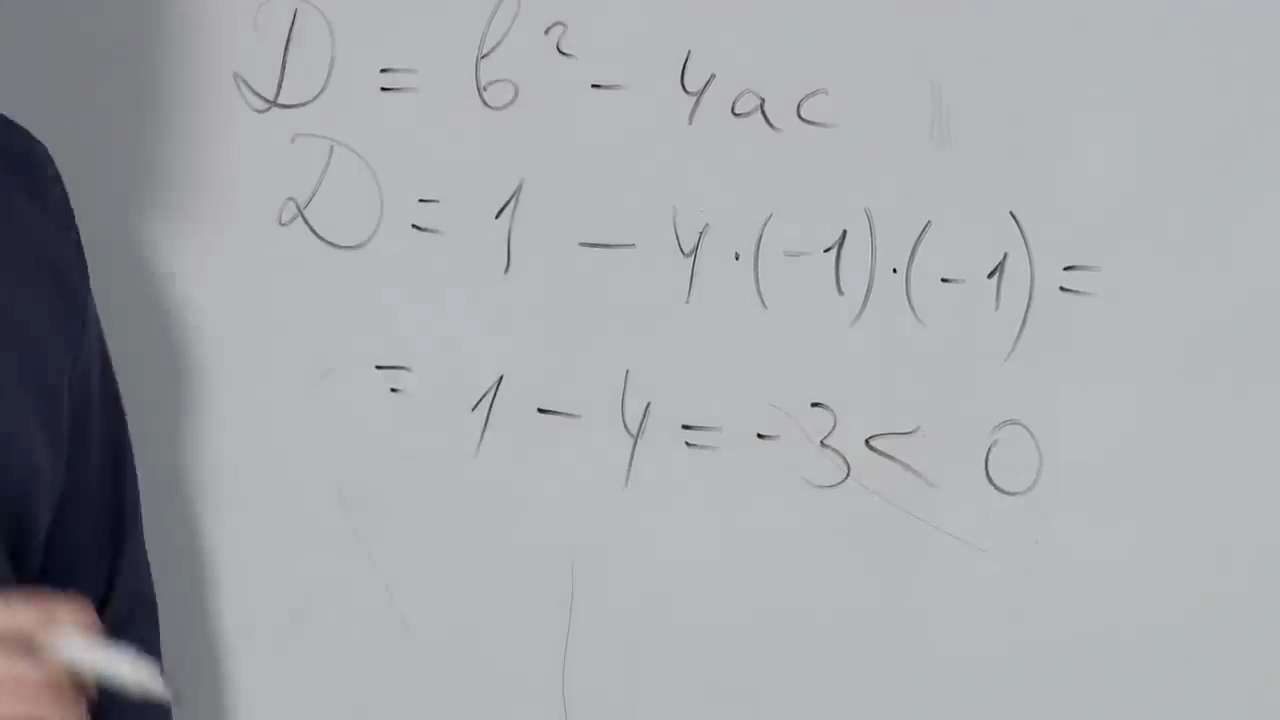 D = b² - 4ac
D = 1 - 4·(-1)·(-1) =
= 1 - 4 = -3 < 0